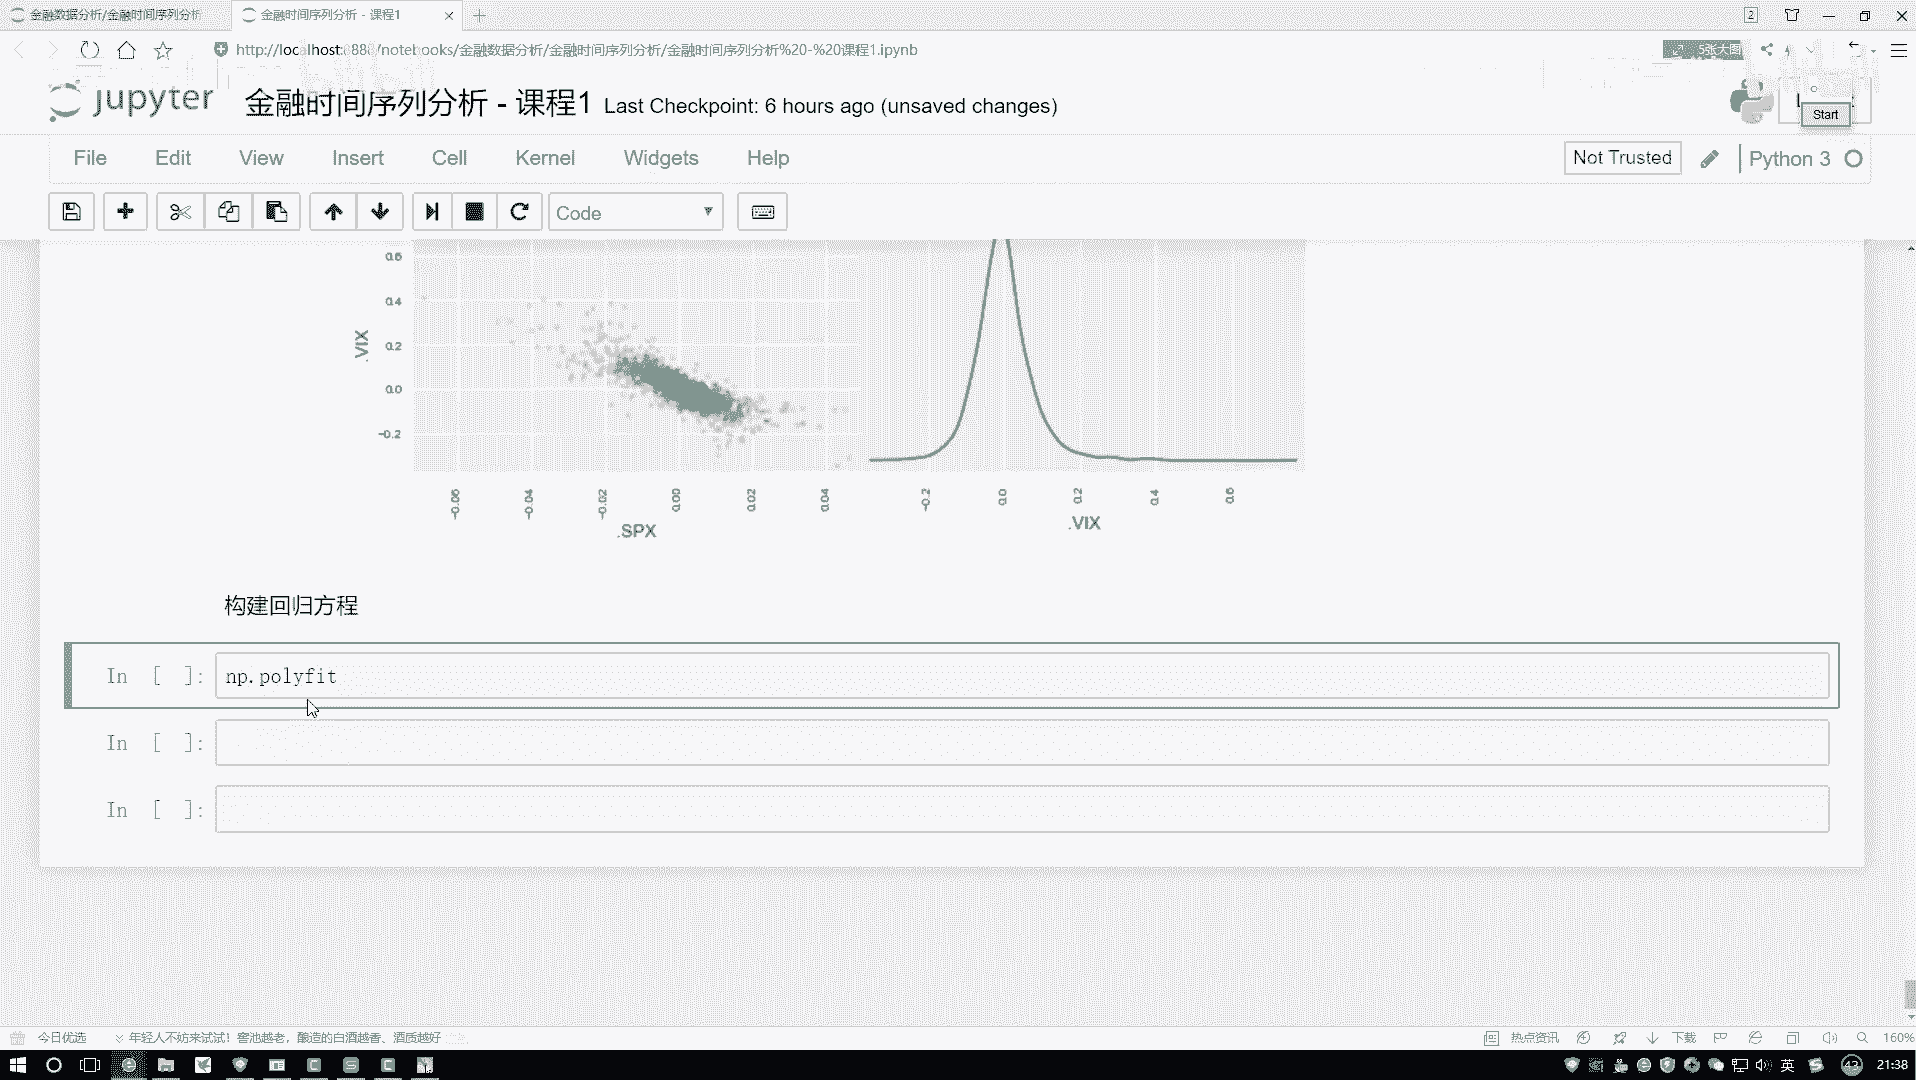 金融数据分析/金融时间序列分析
金融时间序列分析 - 课程1
2
http://localhost:888/notebooks/金融数据分析/金融时间序列分析/金融时间序列分析%20-%20课程1.ipynb
5张大图
jupyter 金融时间序列分析 - 课程1 Last Checkpoint: 6 hours ago (unsaved changes)
Start
File Edit View Insert Cell Kernel Widgets Help
Not Trusted
Python 3
Code
0.6
0.4
0.2
0.0
-0.2
.VIX
-0.06 -0.04 -0.02 0.00 0.02 0.04
.SPX
-0.2 0.0 0.2 0.4 0.6
.VIX
构建回归方程
In [ ]: np.polyfit
In [ ]:
In [ ]:
今日优选
年轻人不妨来试试！窖池越老，酿造的白酒越香、酒质越好
热点资讯
下载
160%
英
43
21:38